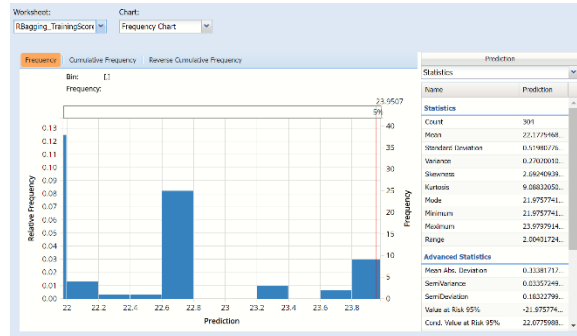 Worksheet: Chart:
RBagging_TrainingScore Frequency Chart
Frequency Cumulative Frequency Reverse Cumulative Frequency
Bin: [,]
Frequency:
23.9507
5%
0.13
0.12
0.11
0.10
0.09
0.08
0.07
0.06
0.05
0.04
0.03
0.02
0.01
0.00
Relative Frequency
40
35
30
25
20
15
10
5
0
Frequency
22 22.2 22.4 22.6 22.8 23 23.2 23.4 23.6 23.8
Prediction
Prediction
Statistics
Name Prediction
Statistics
Count 304
Mean 22.1775468...
Standard Deviation 0.51980776...
Variance 0.27020010...
Skewness 2.69240939...
Kurtosis 9.08832050...
Mode 21.9757741...
Minimum 21.9757741...
Maximum 23.9797914...
Range 2.00401724...
Advanced Statistics
Mean Abs. Deviation 0.33381717...
SemiVariance 0.03357249...
SemiDeviation 0.18322799...
Value at Risk 95% -21.975774...
Cond. Value at Risk 95% 22.0775988...